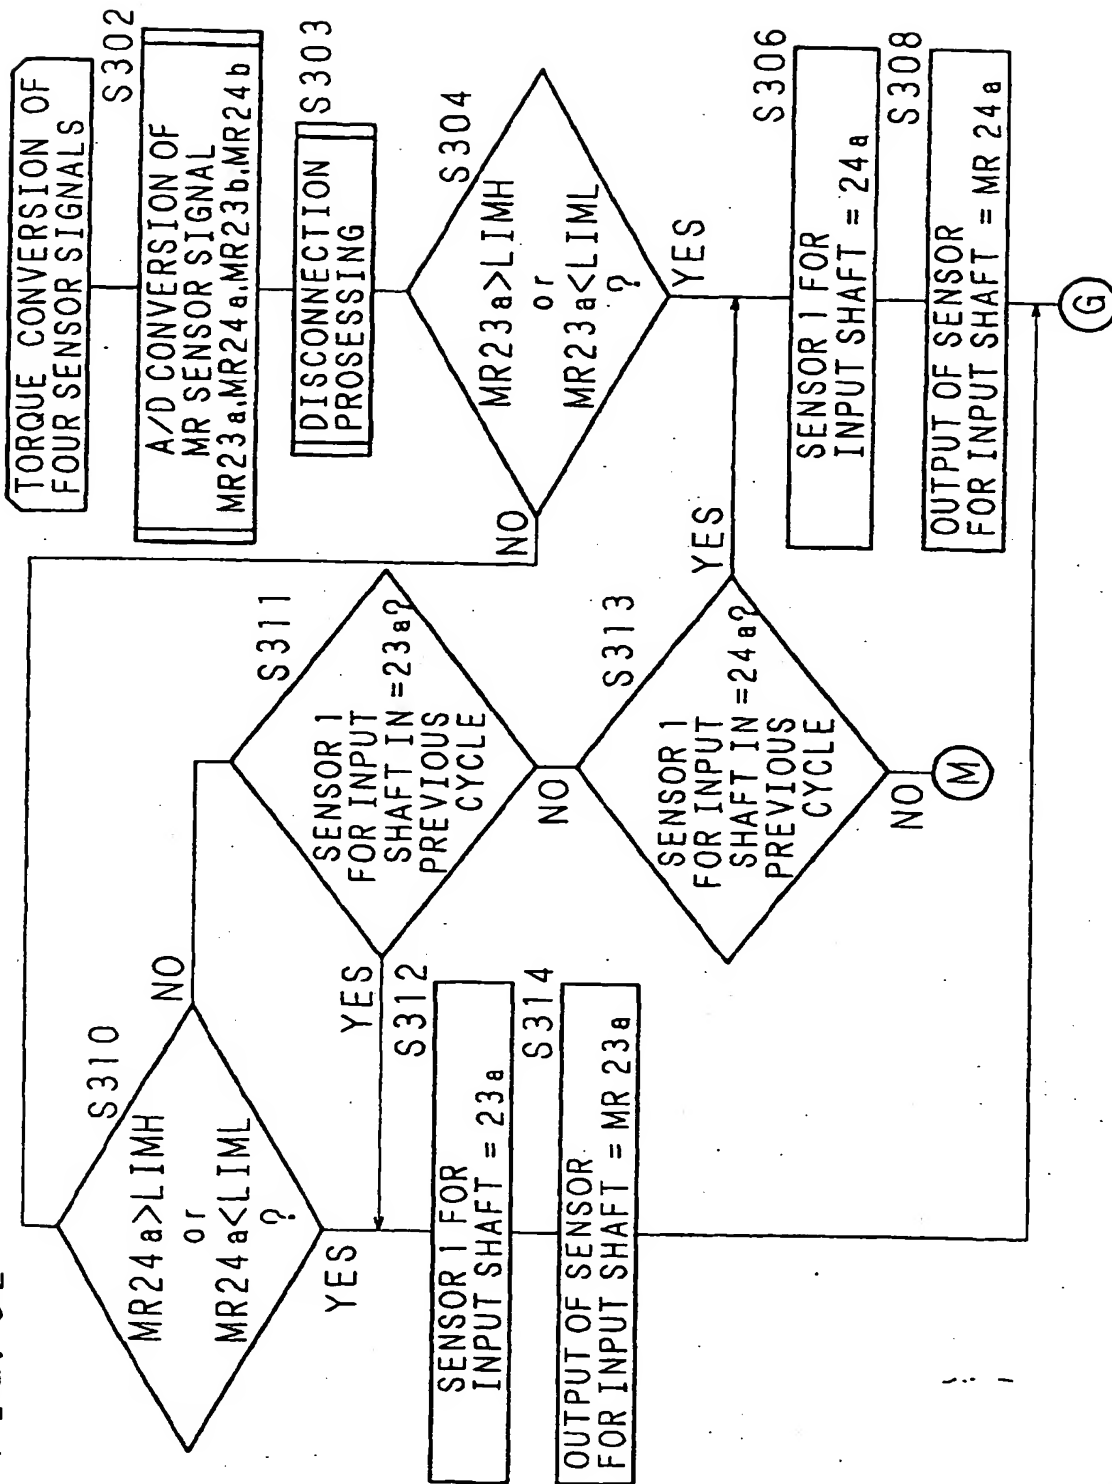 TORQUE CONVERSION OF
FOUR SENSOR SIGNALS
S302
A/D CONVERSION OF
MR SENSOR SIGNAL
MR23a.MR24a.MR23b.MR24b
S303
DISCONNECTION
PROSESSING
S304
MR23a>LIMH
or
MR23a<LIML
?
YES
NO
S306
SENSOR 1 FOR
INPUT SHAFT = 24a
S308
OUTPUT OF SENSOR
FOR INPUT SHAFT = MR 24a
G
S310
MR24a>LIMH
or
MR24a<LIML
?
YES
NO
S311
SENSOR 1
FOR INPUT
SHAFT IN =23a?
PREVIOUS
CYCLE
YES
NO
S312
SENSOR 1 FOR
INPUT SHAFT = 23a
S313
SENSOR 1
FOR INPUT
SHAFT IN =24a?
PREVIOUS
CYCLE
YES
NO
M
S314
OUTPUT OF SENSOR
FOR INPUT SHAFT = MR 23a